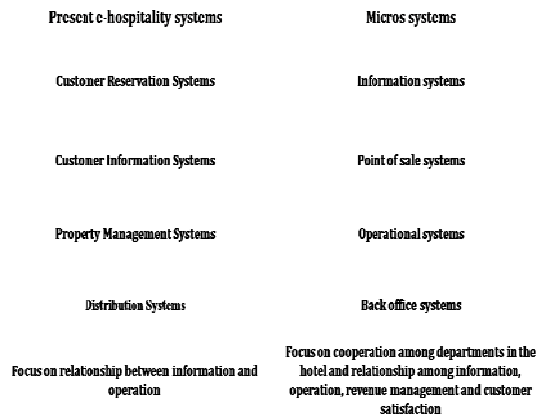 Present e-hospitality systems Micros systems
Customer Reservation Systems Information systems
Customer Information Systems Point of sale systems
Property Management Systems Operational systems
Distribution Systems Back office systems
Focus on relationship between information and
operation
Focus on cooperation among departments in the
hotel and relationship among information,
operation, revenue management and customer
satisfaction